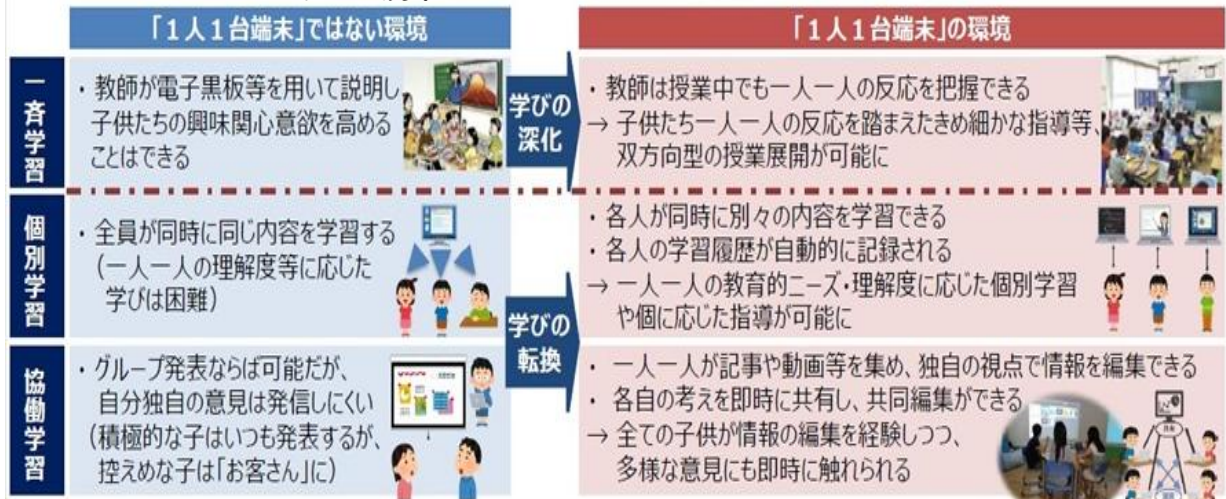 「１人１台端末」ではない環境
「１人１台端末」の環境
一斉学習
・教師が電子黒板等を用いて説明し
子供たちの興味関心意欲を高める
ことはできる
学びの
深化
・教師は授業中でも一人一人の反応を把握できる
→ 子供たち一人一人の反応を踏まえたきめ細かな指導等、
双方向型の授業展開が可能に
個別学習
・全員が同時に同じ内容を学習する
（一人一人の理解度等に応じた
学びは困難）
学びの
転換
・各人が同時に別々の内容を学習できる
・各人の学習履歴が自動的に記録される
→ 一人一人の教育的ニーズ・理解度に応じた個別学習
や個に応じた指導が可能に
協働学習
・グループ発表ならば可能だが、
自分独自の意見は発信しにくい
（積極的な子はいつも発表するが、
控えめな子は「お客さん」に）
・一人一人が記事や動画等を集め、独自の視点で情報を編集できる
・各自の考えを即時に共有し、共同編集ができる
→ 全ての子供が情報の編集を経験しつつ、
多様な意見にも即時に触れられる